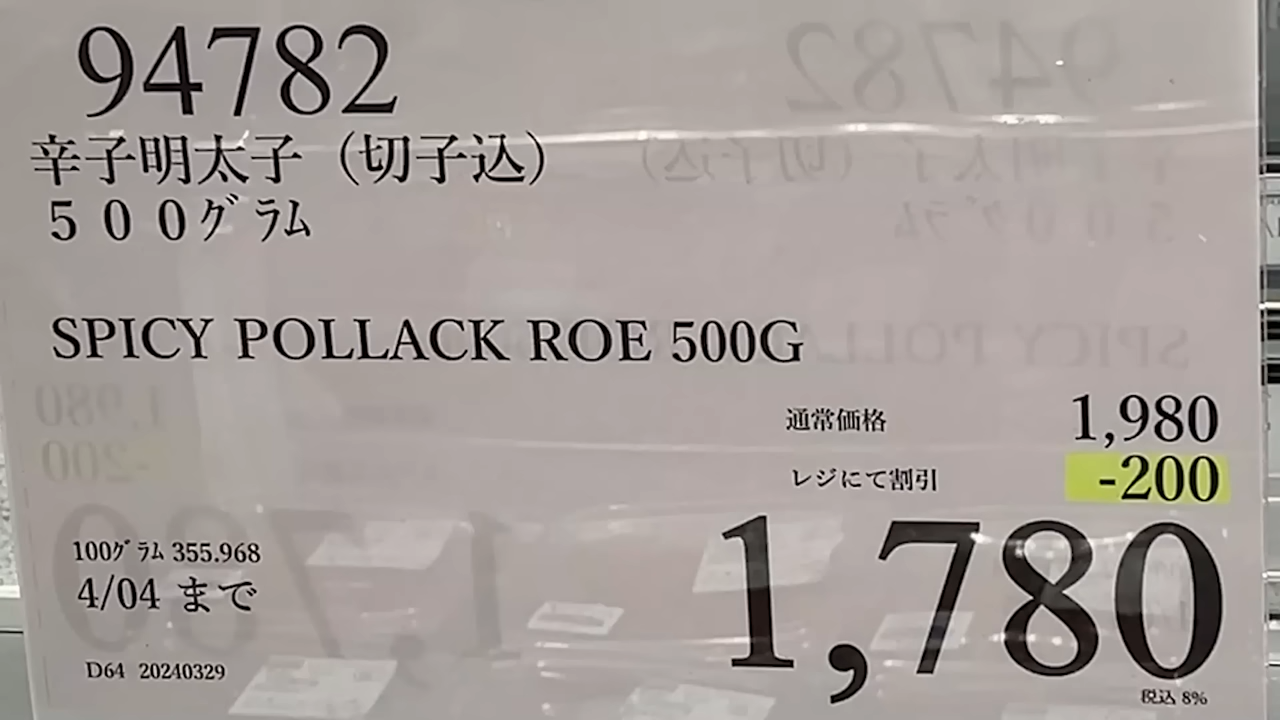 94782
辛子明太子（切子込）
５００グラム
SPICY POLLACK ROE 500G
通常価格 1,980
レジにて割引 -200
1,780
100グラム 355.968
4/04 まで
D64 20240329
税込 8%